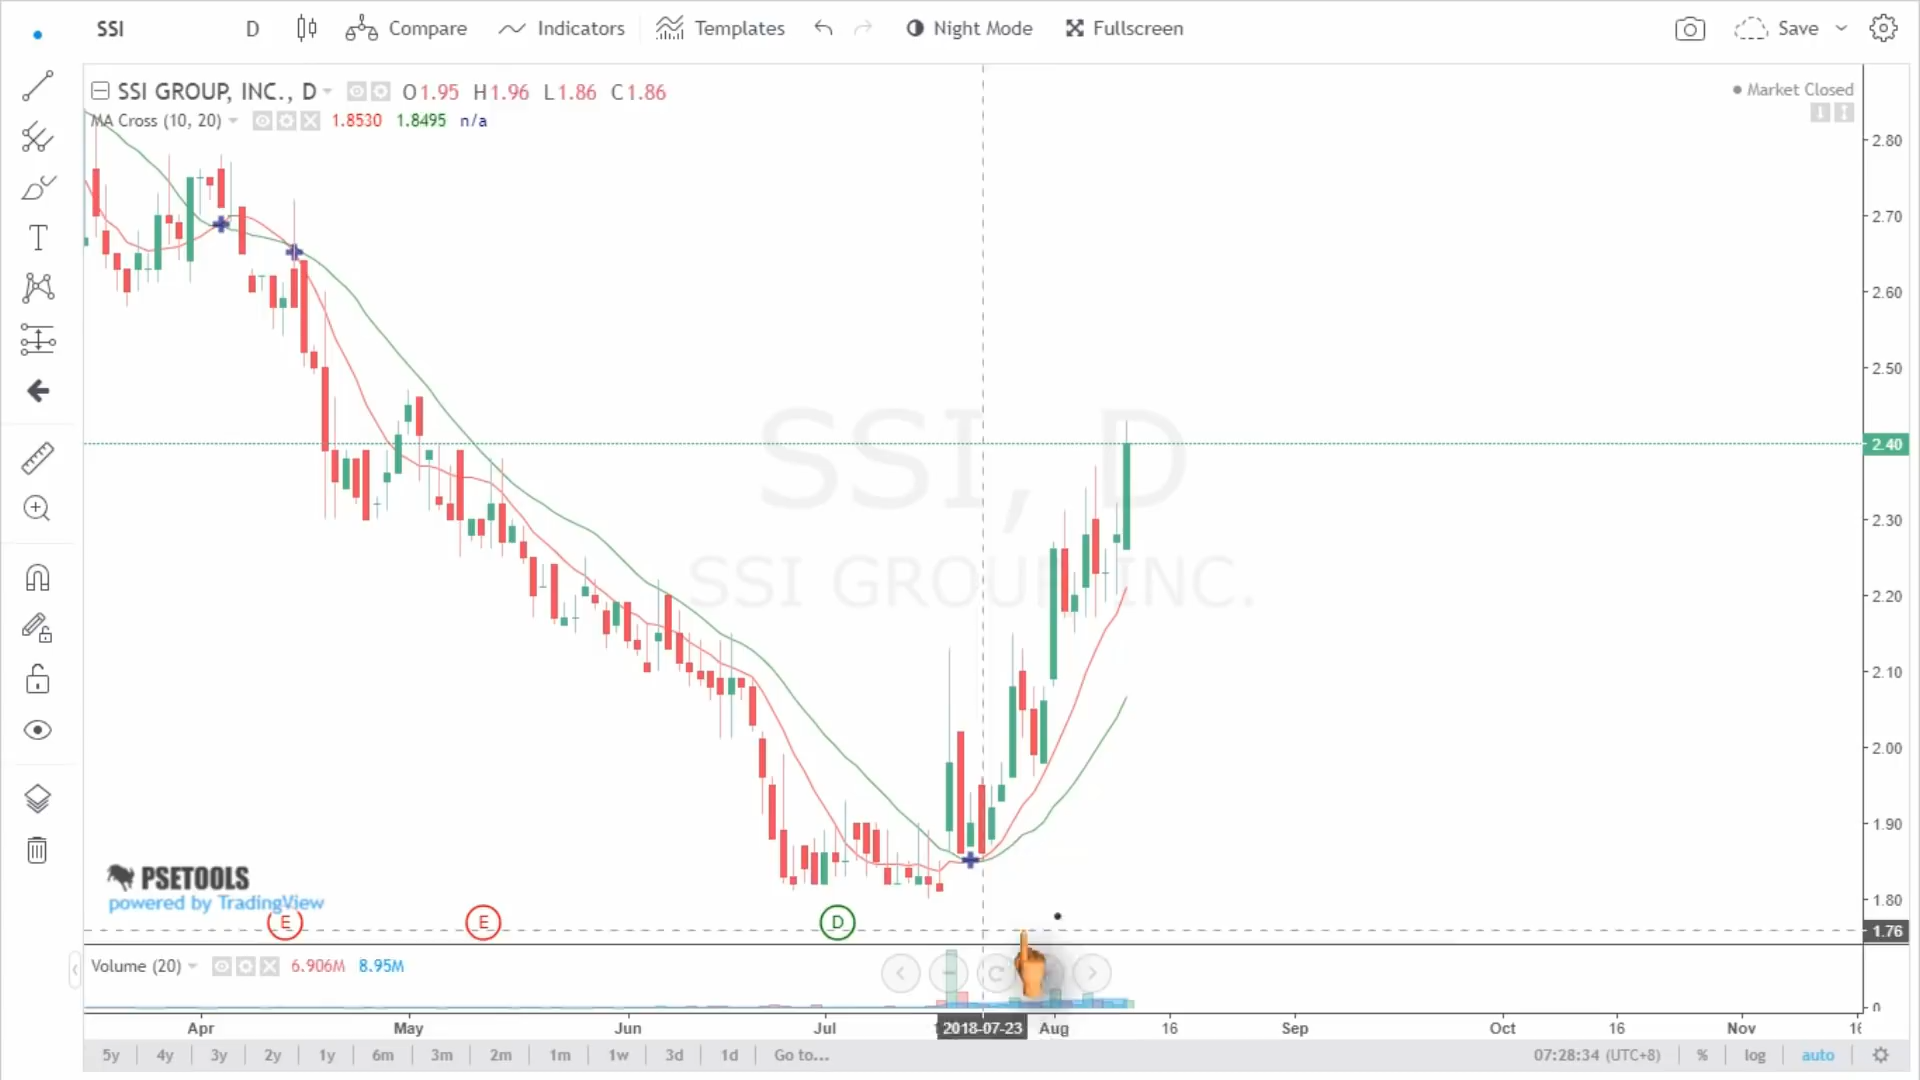 SSI D Compare Indicators Templates Night Mode Fullscreen Save
SSI GROUP, INC., D O1.95 H1.96 L1.86 C1.86
Market Closed
MA Cross (10, 20) 1.8530 1.8495 n/a
2.80
2.70
2.60
2.50
2.40
2.30
2.20
2.10
2.00
1.90
1.80
1.76
SSI, D
SSI GROUP, INC.
PSETOOLS
powered by TradingView
E E D
Volume (20) 6.906M 8.95M
0
Apr May Jun Jul 2018-07-23 Aug 16 Sep Oct 16 Nov 16
5y 4y 3y 2y 1y 6m 3m 2m 1m 1w 3d 1d Go to... 07:28:34 (UTC+8) % log auto